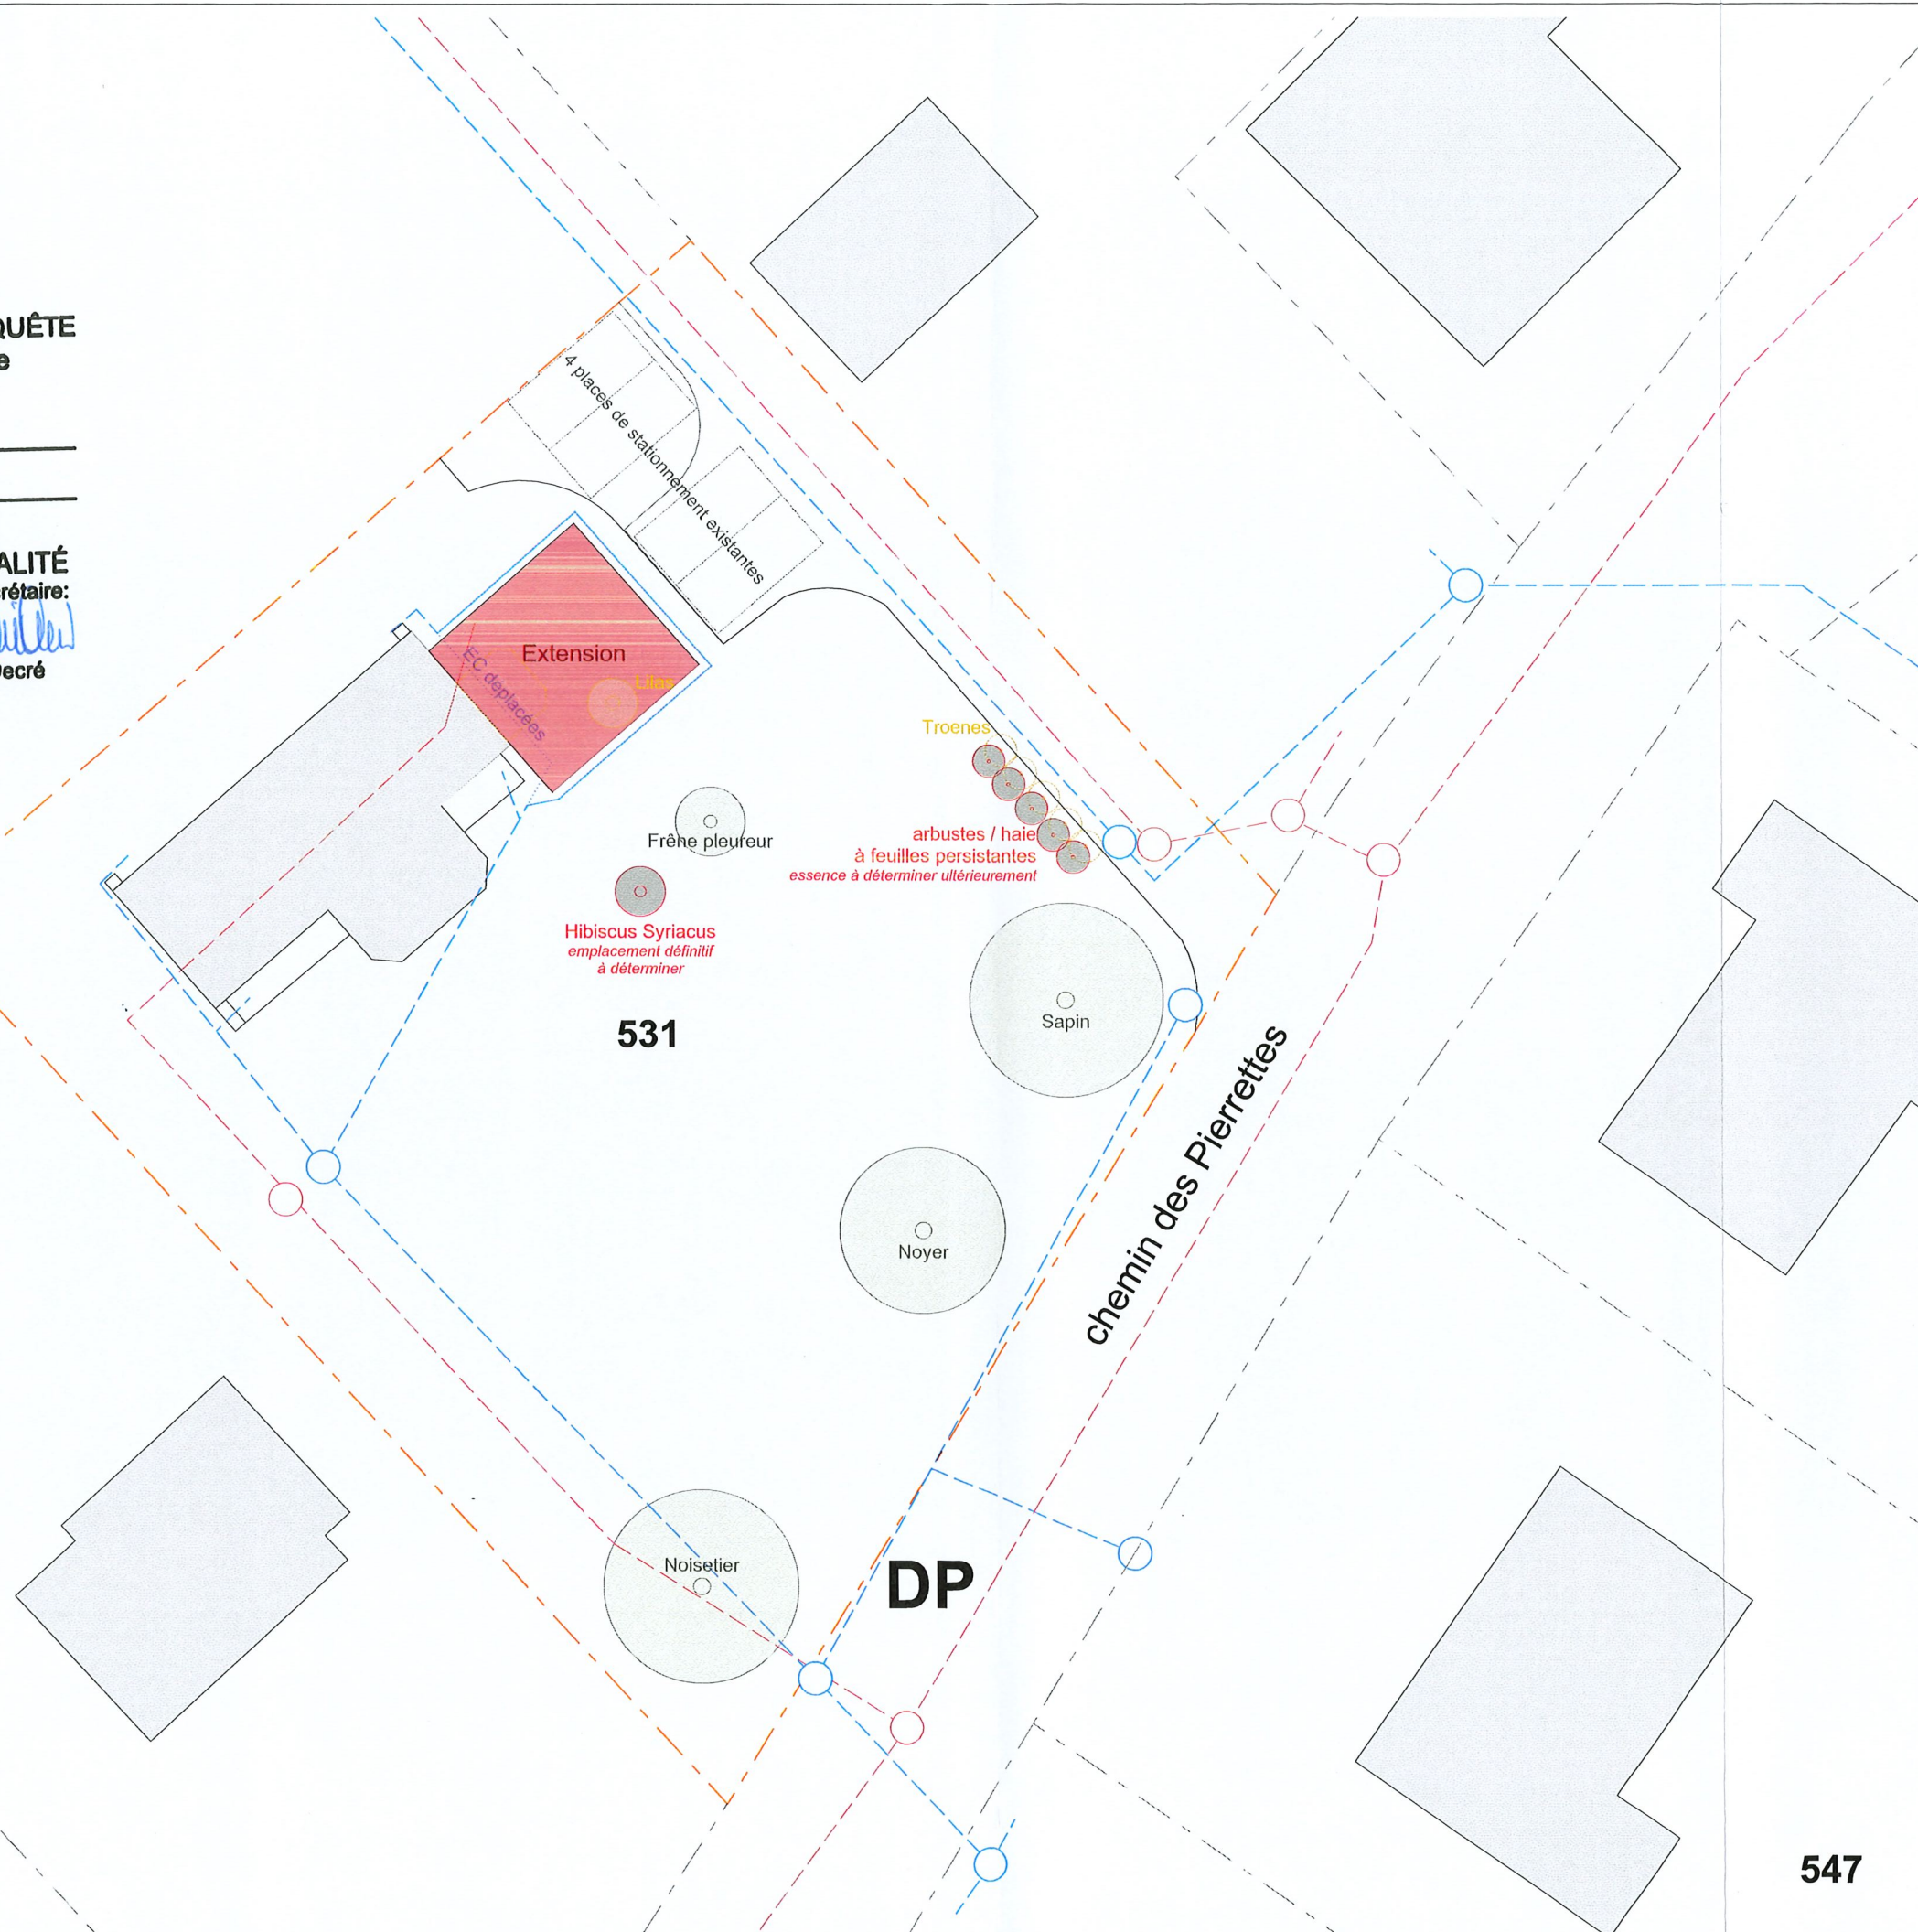 QUÊTE
e
ALITÉ
rétaire:
ecré
4 places de stationnement existantes
Extension
Lilas
EC déplacées
Troenes
Frêne pleureur
arbustes / haie
à feuilles persistantes
essence à déterminer ultérieurement
Hibiscus Syriacus
emplacement définitif
à déterminer
531
Sapin
chemin des Pierrettes
Noyer
Noisetier
DP
547